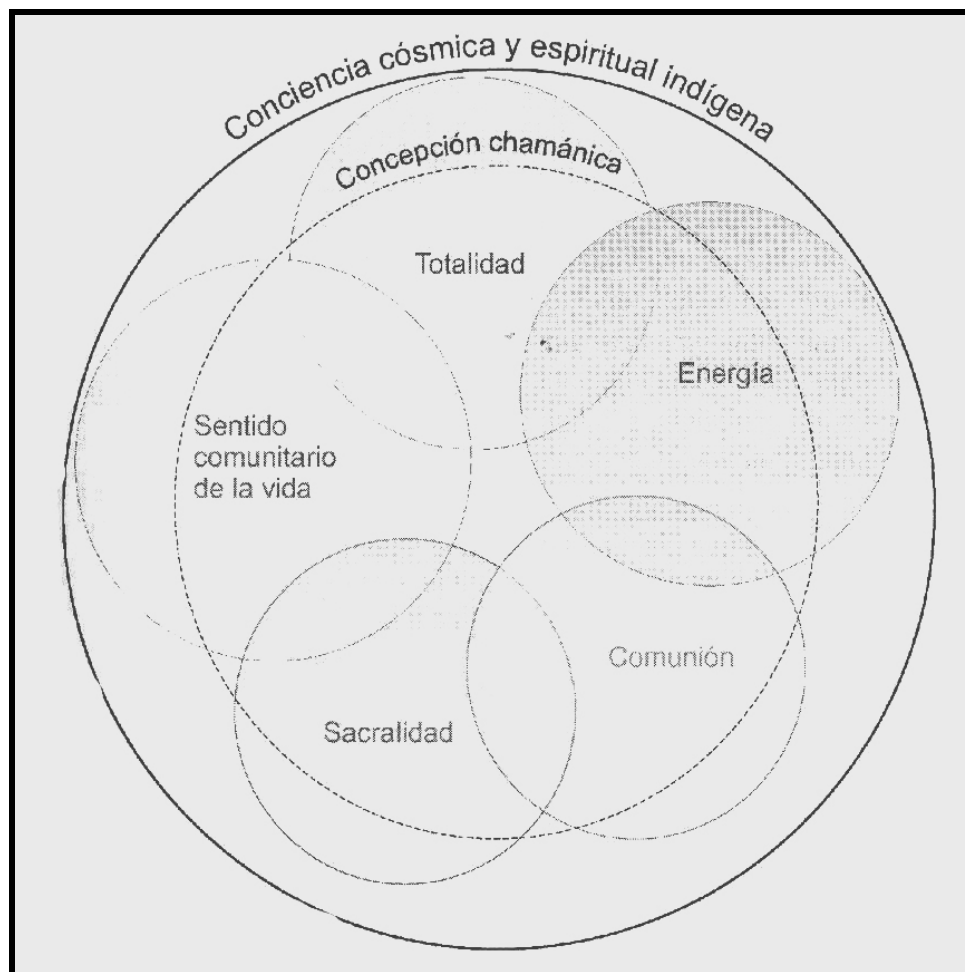 Conciencia cósmica y espiritual indígena
Concepción chamánica
Totalidad
Energía
Sentido
comunitario
de la vida
Comunión
Sacralidad